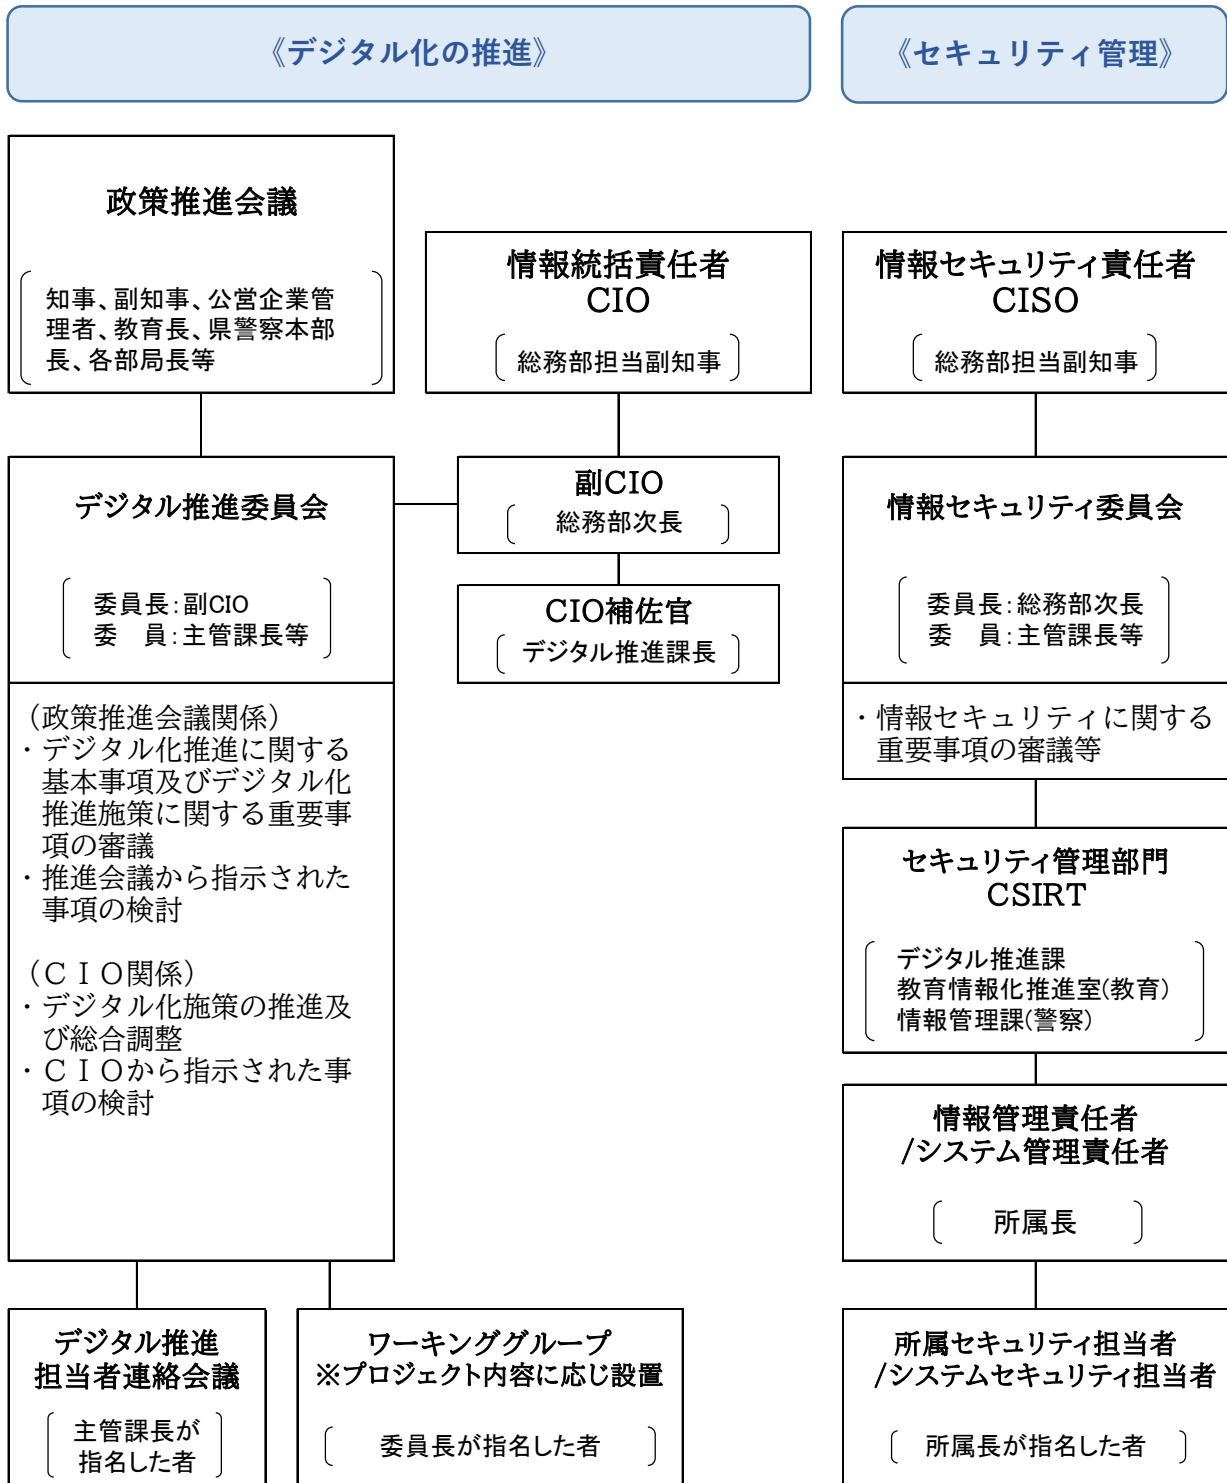 《デジタル化の推進》
《セキュリティ管理》
政策推進会議
知事、副知事、公営企業管
理者、教育長、県警察本部
長、各部局長等
情報統括責任者
CIO
総務部担当副知事
情報セキュリティ責任者
CISO
総務部担当副知事
デジタル推進委員会
委員長:副CIO
委　員:主管課長等
副CIO
総務部次長
CIO補佐官
デジタル推進課長
情報セキュリティ委員会
委員長:総務部次長
委　員:主管課長等
（政策推進会議関係）
・デジタル化推進に関する
基本事項及びデジタル化
推進施策に関する重要事
項の審議
・推進会議から指示された
事項の検討
（ＣＩＯ関係）
・デジタル化施策の推進及
び総合調整
・ＣＩＯから指示された事
項の検討
・情報セキュリティに関する
重要事項の審議等
セキュリティ管理部門
CSIRT
デジタル推進課
教育情報化推進室(教育)
情報管理課(警察)
情報管理責任者
/システム管理責任者
所属長
デジタル推進
担当者連絡会議
主管課長が
指名した者
ワーキンググループ
※プロジェクト内容に応じ設置
委員長が指名した者
所属セキュリティ担当者
/システムセキュリティ担当者
所属長が指名した者